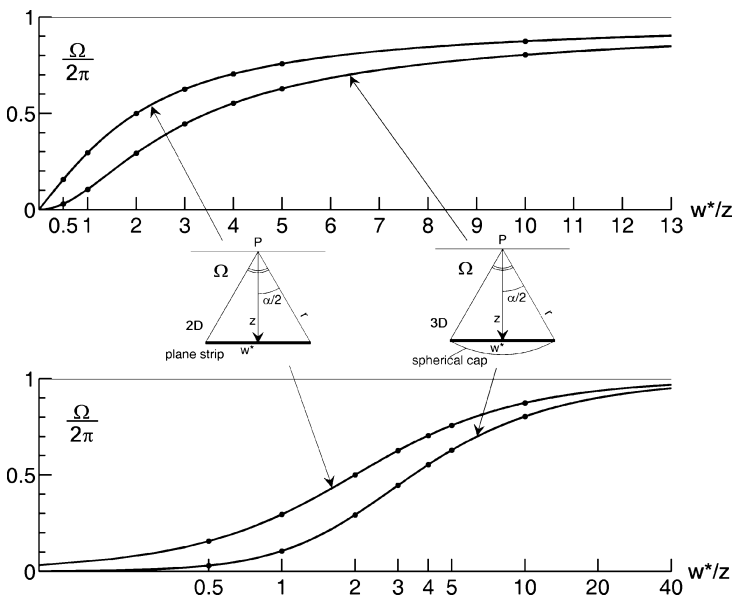 1
Ω
2π
0.5
0
0.5 1 2 3 4 5 6 7 8 9 10 11 12 13 w*/z
P P
Ω Ω
α/2 α/2
r r
2D z 3D z
w* w*
plane strip spherical cap
1
Ω
2π
0.5
0
0.5 1 2 3 4 5 10 20 40 w*/z